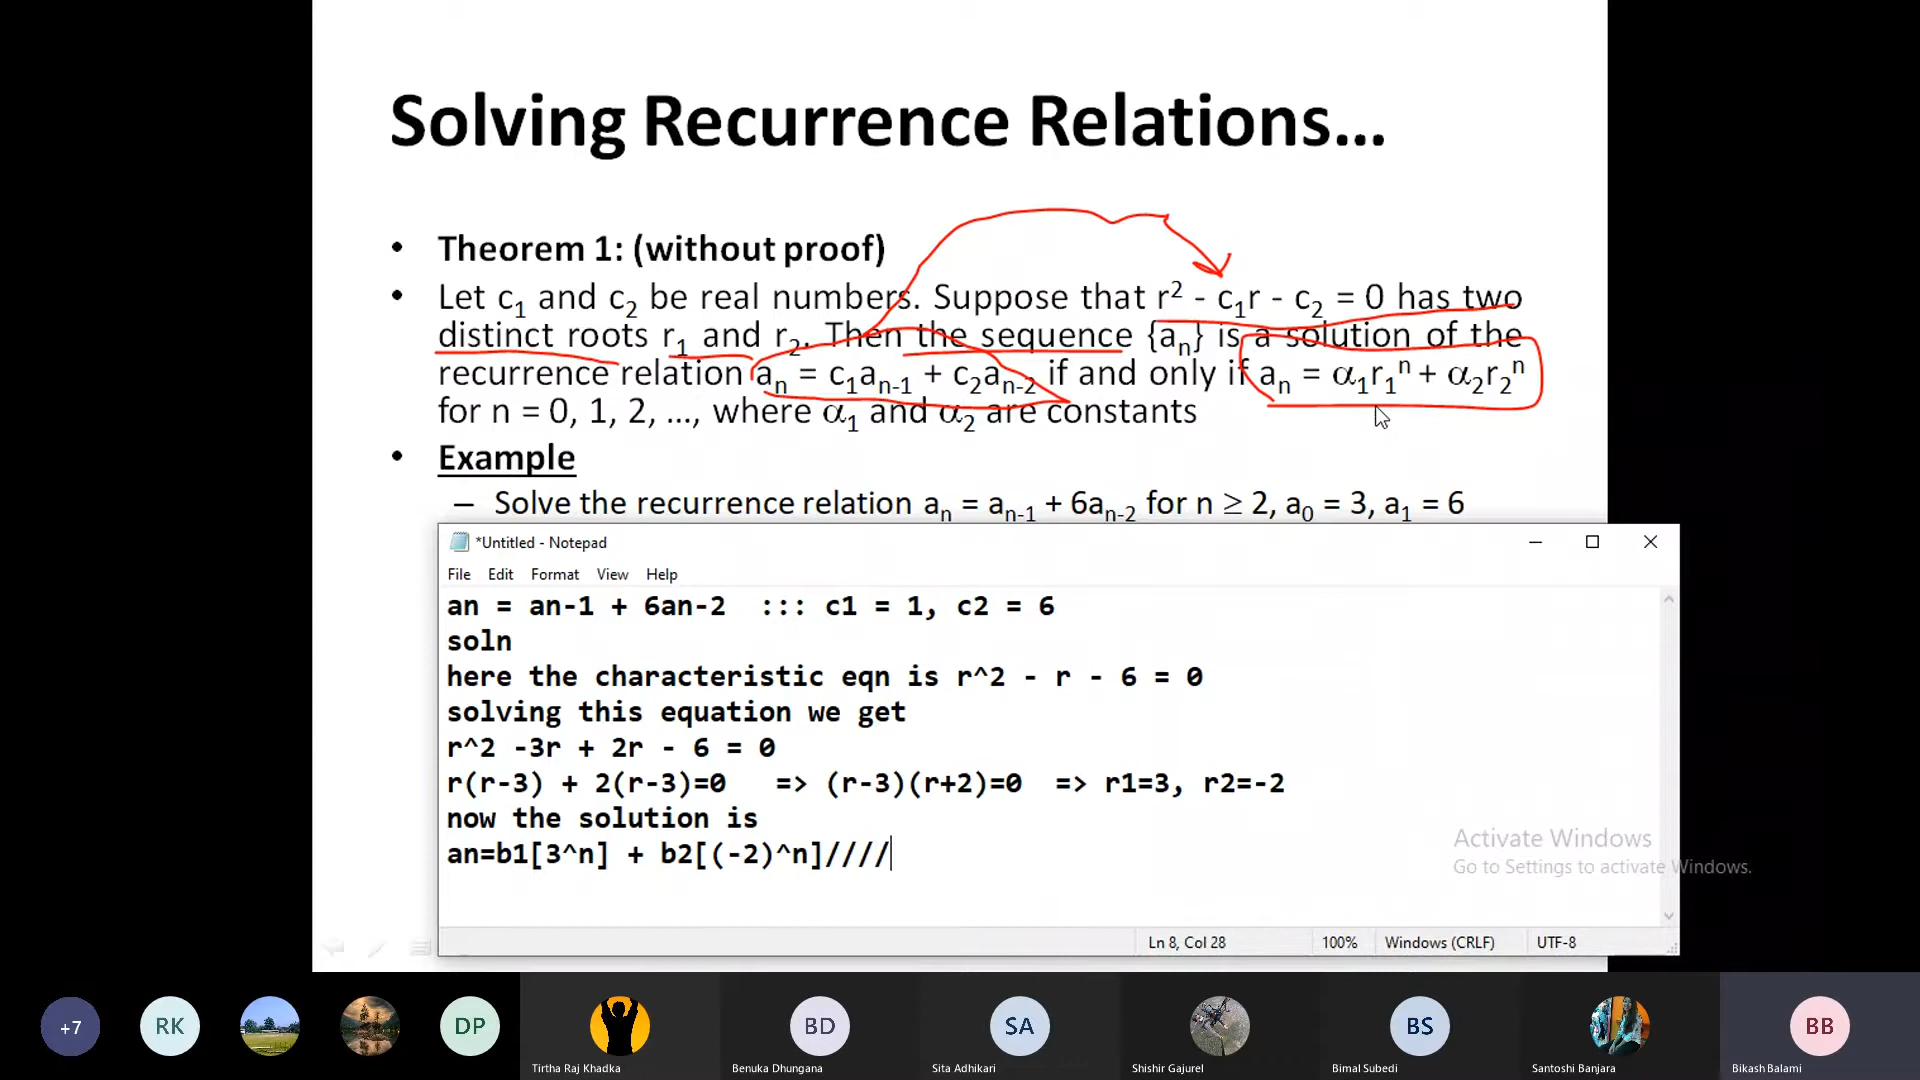 Solving Recurrence Relations...
• Theorem 1: (without proof)
• Let c1 and c2 be real numbers. Suppose that r2 - c1r - c2 = 0 has two
distinct roots r1 and r2. Then the sequence {an} is a solution of the
recurrence relation an = c1an-1 + c2an-2 if and only if an = α1r1n + α2r2n
for n = 0, 1, 2, ..., where α1 and α2 are constants
• Example
– Solve the recurrence relation an = an-1 + 6an-2 for n ≥ 2, a0 = 3, a1 = 6
*Untitled - Notepad
File Edit Format View Help
an = an-1 + 6an-2 ::: c1 = 1, c2 = 6
soln
here the characteristic eqn is r^2 - r - 6 = 0
solving this equation we get
r^2 -3r + 2r - 6 = 0
r(r-3) + 2(r-3)=0 => (r-3)(r+2)=0 => r1=3, r2=-2
now the solution is
an=b1[3^n] + b2[(-2)^n]////
Activate Windows
Go to Settings to activate Windows.
Ln 8, Col 28 100% Windows (CRLF) UTF-8
+7 RK DP BD SA BS BB
Tirtha Raj Khadka Benuka Dhungana Sita Adhikari Shishir Gajurel Bimal Subedi Santoshi Banjara Bikash Balami